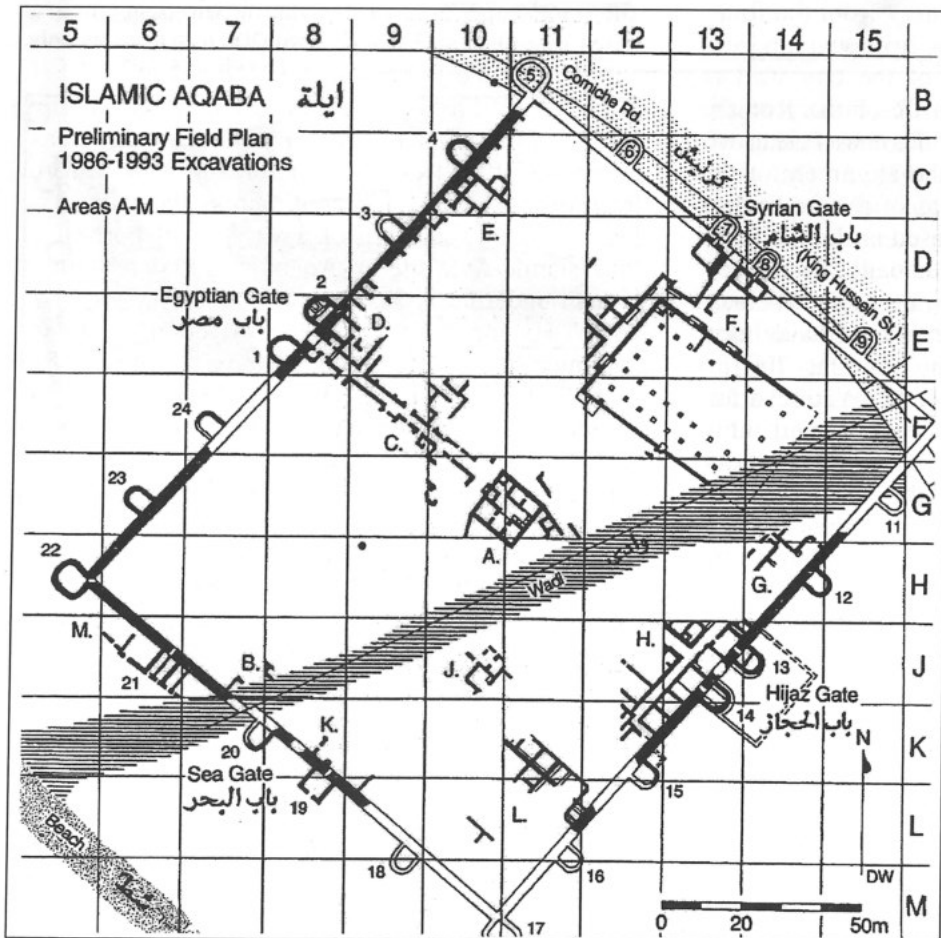 5 6 7 8 9 10 11 12 13 14 15
B
C
D
E
F
G
H
J
K
L
M
ISLAMIC AQABA ايلة
Preliminary Field Plan
1986-1993 Excavations
Areas A-M
5
Corniche Rd.
كورنيش
4
6
3
E.
7
Syrian Gate
باب الشام
(King Hussein St.)
8
2
Egyptian Gate
باب مصر
D.
F.
9
1
24
C.
23
11
22
A.
Wadi
وادي
G.
12
M.
H.
13
B.
J.
21
14
Hijaz Gate
باب الحجاز
20
K.
N
Sea Gate
باب البحر
19
15
L.
Beach
18
16
DW
17
0 20 50m